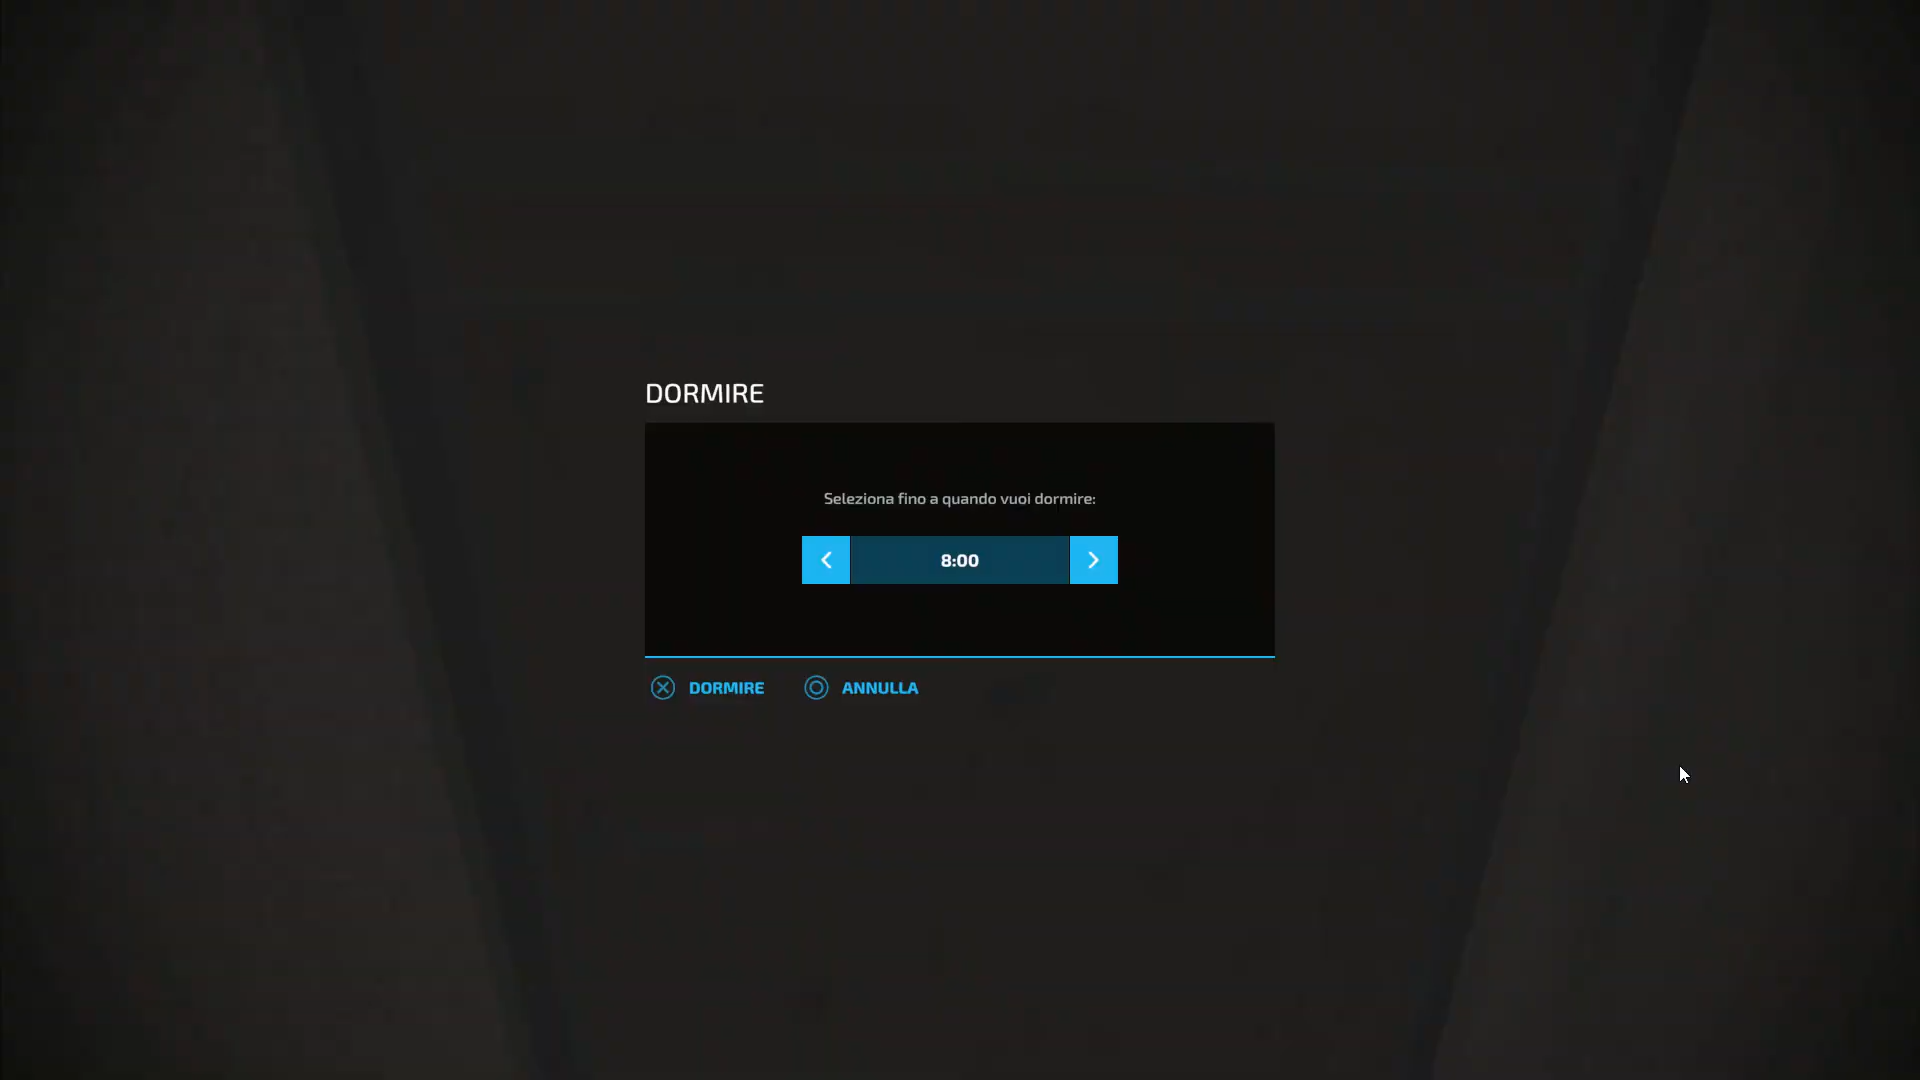 DORMIRE
Seleziona fino a quando vuoi dormire:
8:00
DORMIRE ANNULLA